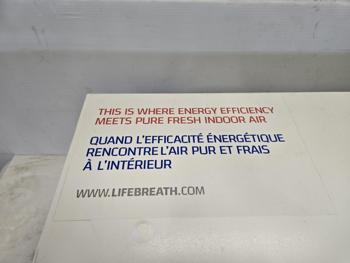 THIS IS WHERE ENERGY EFFICIENCY
MEETS PURE FRESH INDOOR AIR
QUAND L'EFFICACITÉ ÉNERGÉTIQUE
RENCONTRE L'AIR PUR ET FRAIS
À L'INTÉRIEUR
WWW.LIFEBREATH.COM